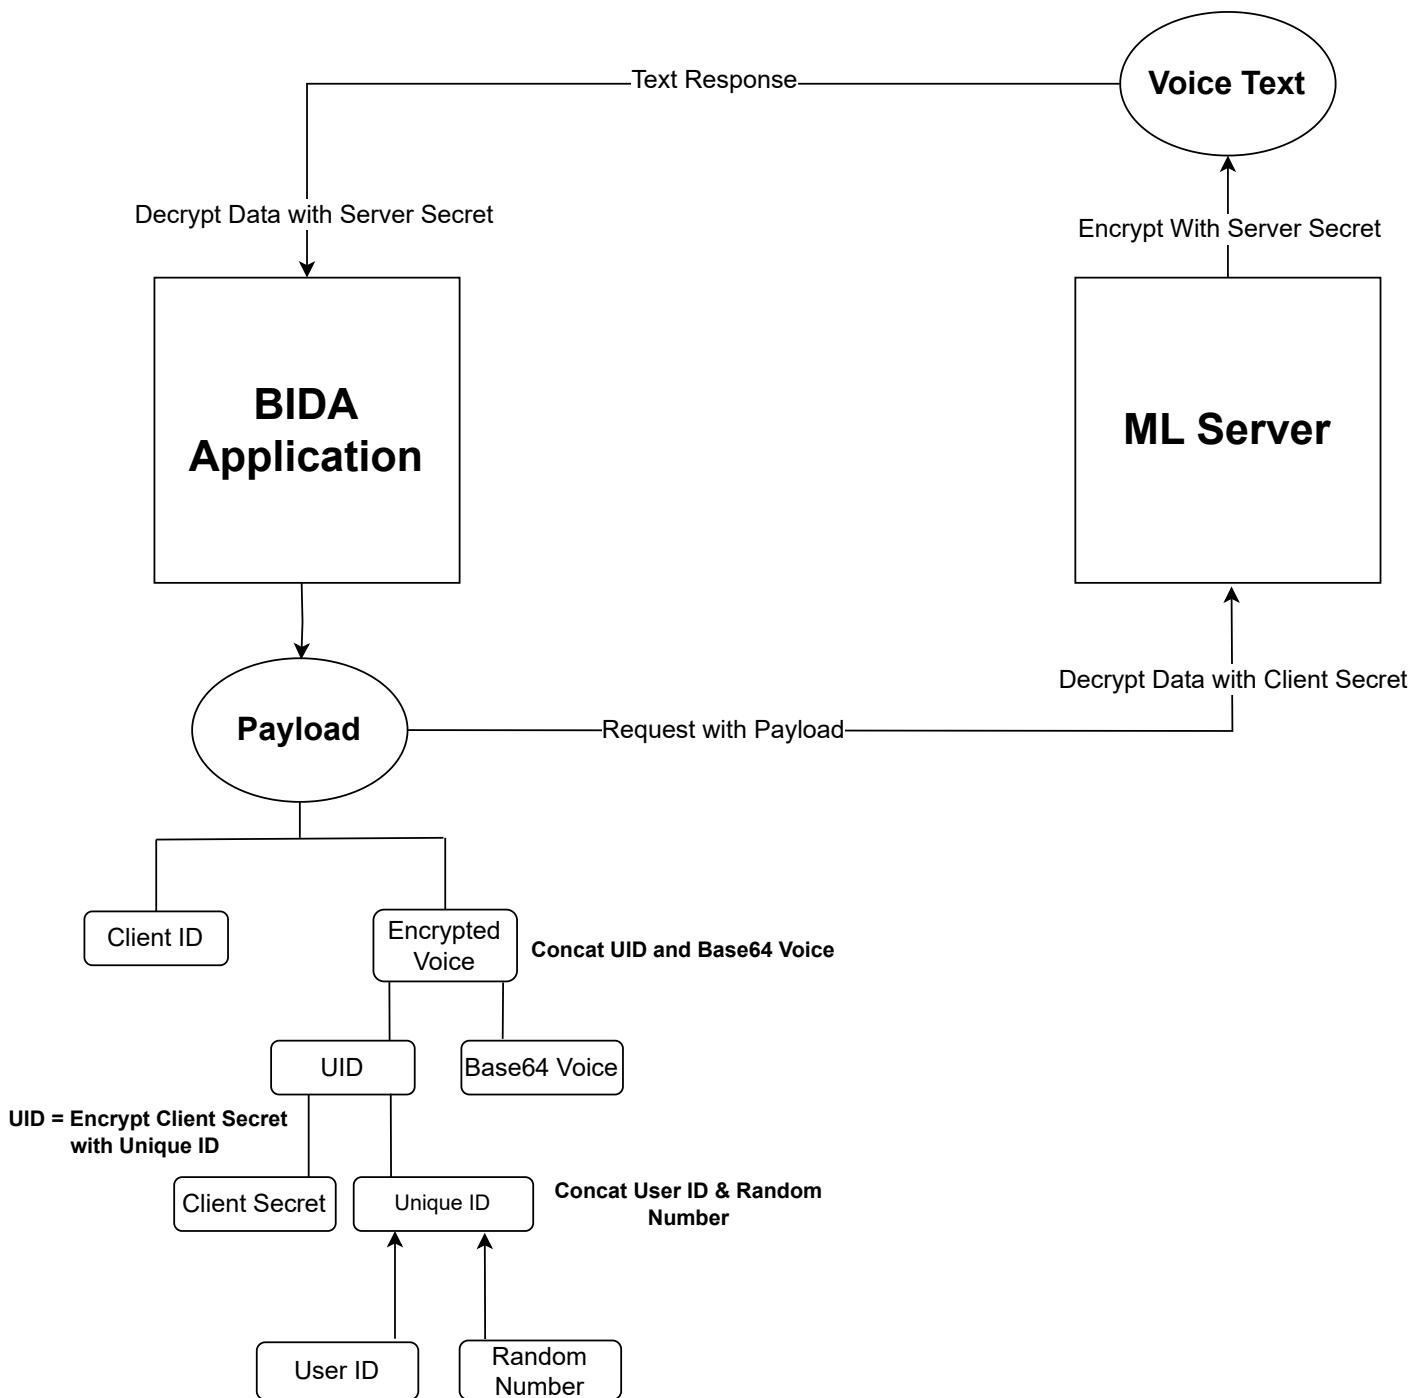 Text Response
Voice Text
Decrypt Data with Server Secret
Encrypt With Server Secret
BIDA
Application
ML Server
Decrypt Data with Client Secret
Payload
Request with Payload
Client ID
Encrypted
Voice
Concat UID and Base64 Voice
UID
Base64 Voice
UID = Encrypt Client Secret
with Unique ID
Client Secret
Unique ID
Concat User ID & Random
Number
User ID
Random
Number